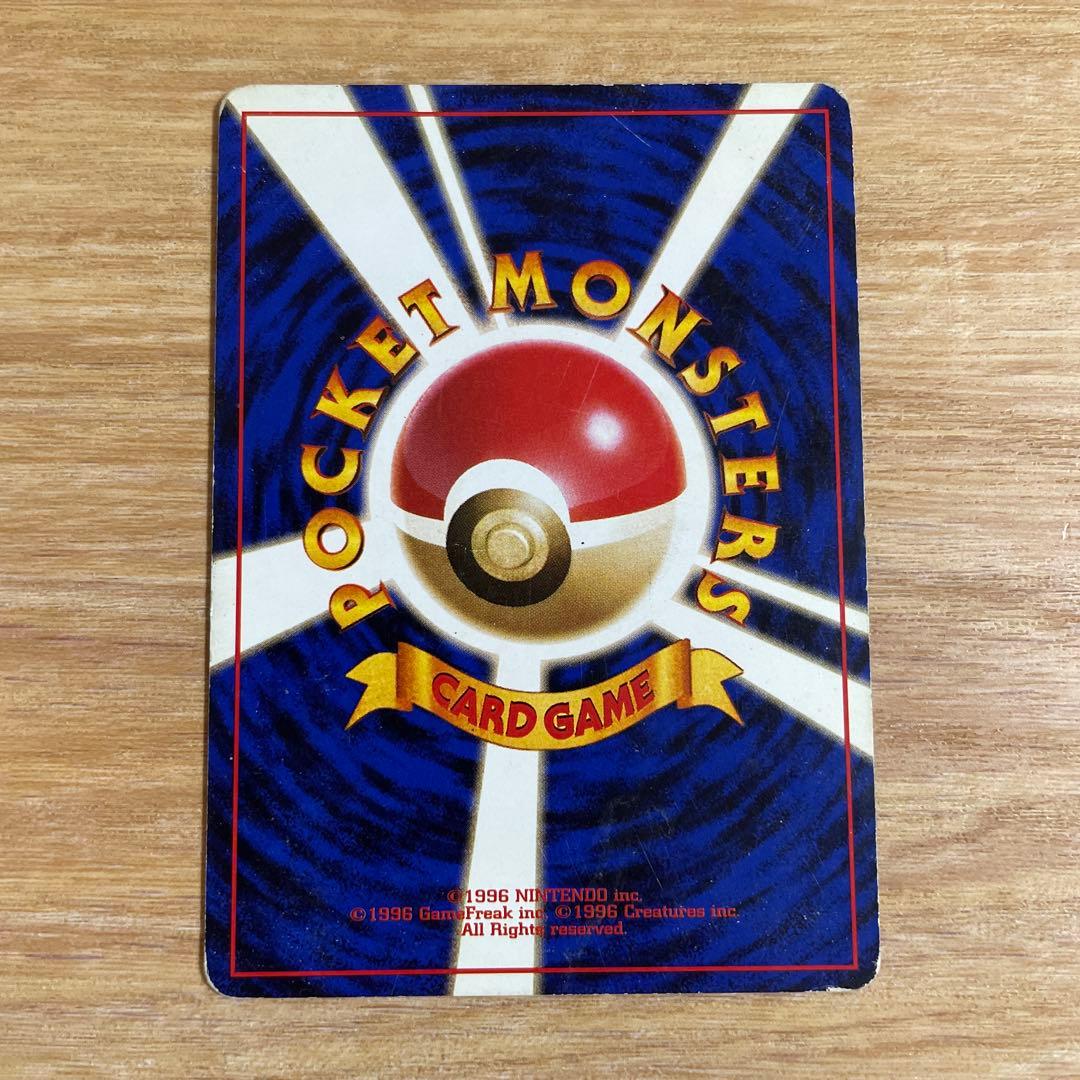 POCKET MONSTERS
CARD GAME
©1996 NINTENDO inc.
©1996 GameFreak inc. ©1996 Creatures inc.
All Rights reserved.